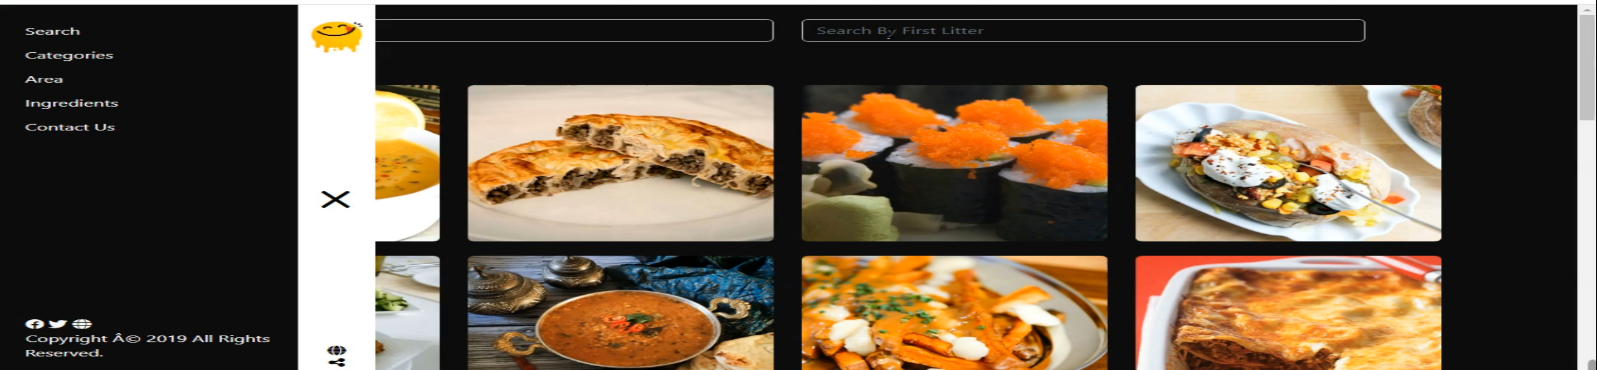 Search
Categories
Area
Ingredients
Contact Us
Copyright Â© 2019 All Rights
Reserved.
Search By First Litter